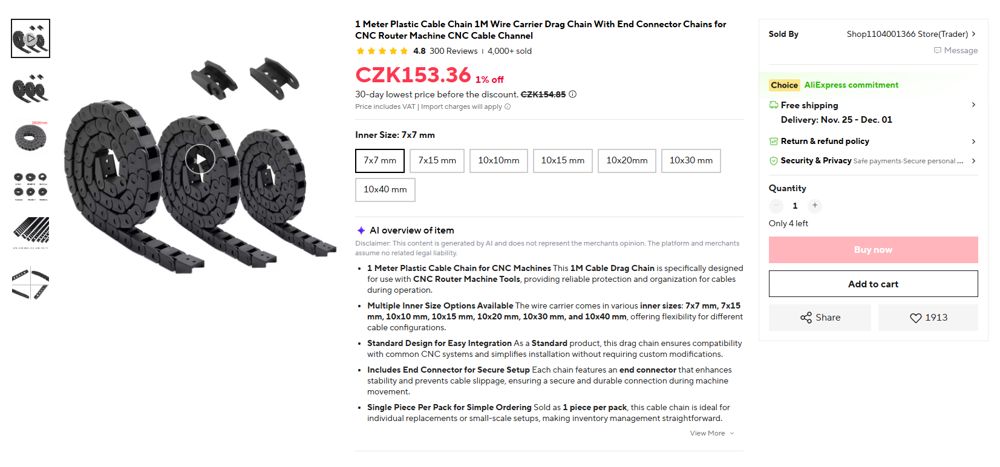 1 Meter Plastic Cable Chain 1M Wire Carrier Drag Chain With End Connector Chains for
CNC Router Machine CNC Cable Channel
4.8 300 Reviews | 4,000+ sold
CZK153.36 1% off
30-day lowest price before the discount. CZK154.85
Price includes VAT | Import charges will apply
Inner Size: 7x7 mm
7x7 mm
7x15 mm
10x10mm
10x15 mm
10x20mm
10x30 mm
10x40 mm
AI overview of item
Disclaimer: This content is generated by AI and does not represent the merchants opinion. The platform and merchants
assume no related legal liability.
• 1 Meter Plastic Cable Chain for CNC Machines This 1M Cable Drag Chain is specifically designed
for use with CNC Router Machine Tools, providing reliable protection and organization for cables
during operation.
• Multiple Inner Size Options Available The wire carrier comes in various inner sizes: 7x7 mm, 7x15
mm, 10x10 mm, 10x15 mm, 10x20 mm, 10x30 mm, and 10x40 mm, offering flexibility for different
cable configurations.
• Standard Design for Easy Integration As a Standard product, this drag chain ensures compatibility
with common CNC systems and simplifies installation without requiring custom modifications.
• Includes End Connector for Secure Setup Each chain features an end connector that enhances
stability and prevents cable slippage, ensuring a secure and durable connection during machine
movement.
• Single Piece Per Pack for Simple Ordering Sold as 1 piece per pack, this cable chain is ideal for
individual replacements or small-scale setups, making inventory management straightforward.
View More
Sold By
Shop1104001366 Store(Trader)
Message
Choice AliExpress commitment
Free shipping
Delivery: Nov. 25 - Dec. 01
Return & refund policy
Security & Privacy Safe payments·Secure personal ...
Quantity
1
Only 4 left
Buy now
Add to cart
Share
1913